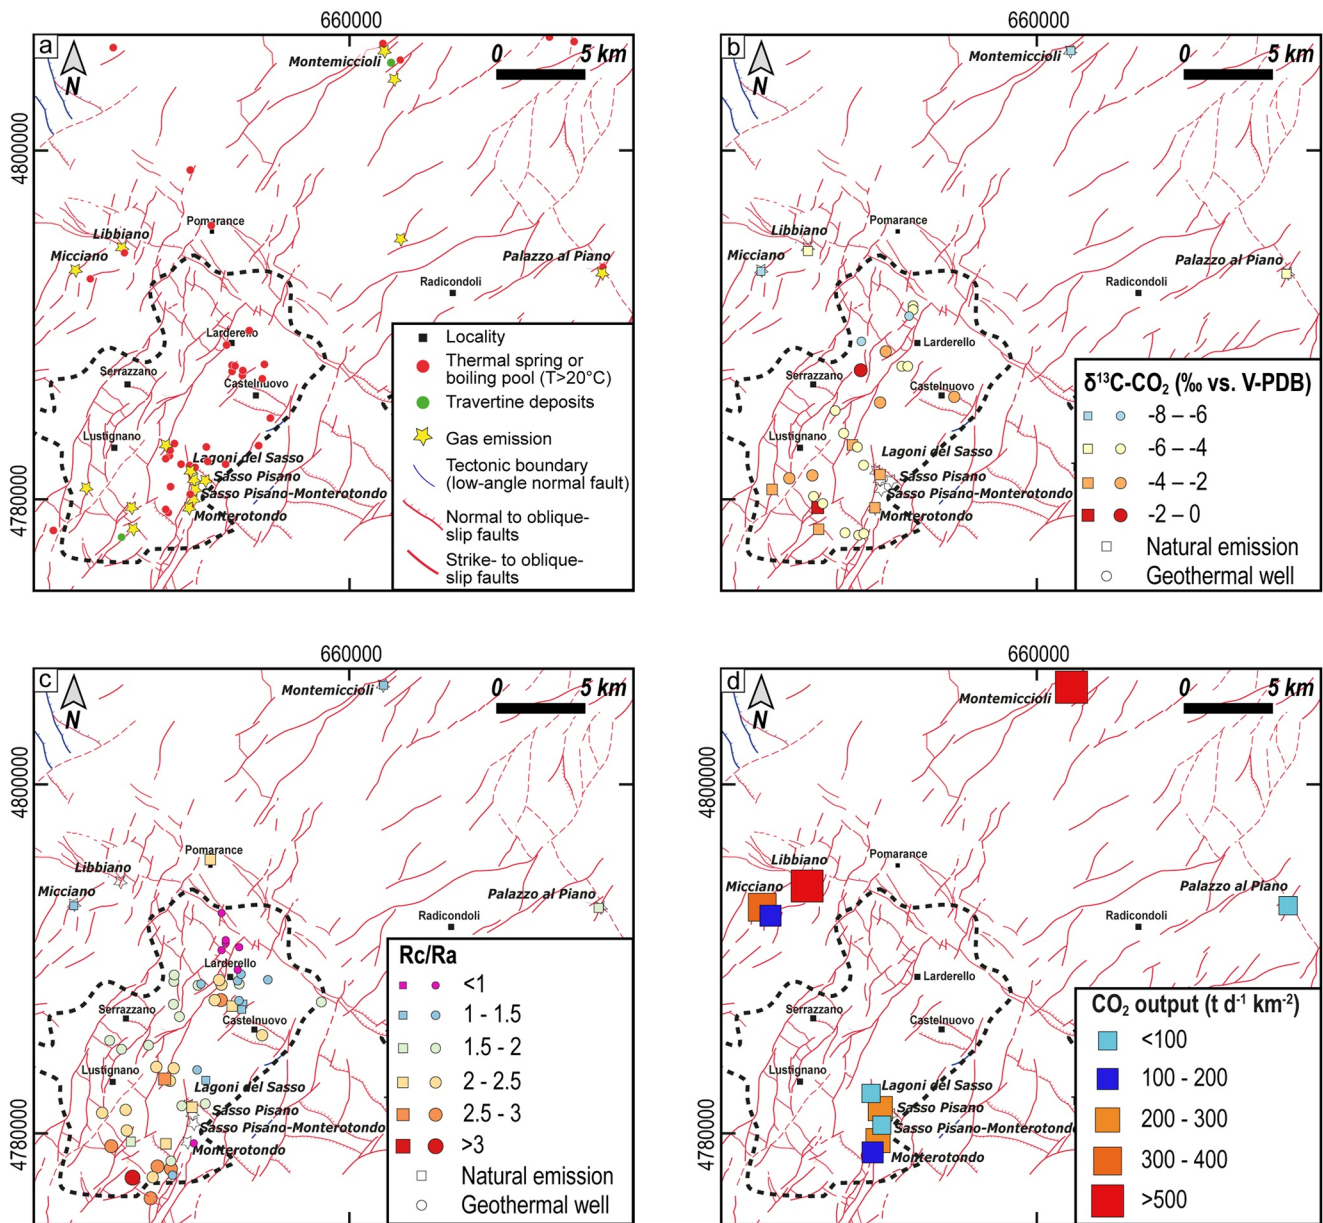 660000
a
N
Montemiccioli
0 5 km
4800000
Pomarance
Libbiano
Micciano
Palazzo al Piano
Radicondoli
Larderello
Serrazzano
Castelnuovo
Lustignano
Lagoni del Sasso
Sasso Pisano
Sasso Pisano-Monterotondo
Monterotondo
4780000
Locality
Thermal spring or
boiling pool (T>20°C)
Travertine deposits
Gas emission
Tectonic boundary
(low-angle normal fault)
Normal to oblique-
slip faults
Strike- to oblique-
slip faults
660000
b
N
Montemiccioli
0 5 km
4800000
Pomarance
Libbiano
Micciano
Palazzo al Piano
Radicondoli
Larderello
Serrazzano
Castelnuovo
Lustignano
Lagoni del Sasso
Sasso Pisano
Sasso Pisano-Monterotondo
Monterotondo
4780000
δ¹³C-CO₂ (‰ vs. V-PDB)
-8 – -6
-6 – -4
-4 – -2
-2 – 0
Natural emission
Geothermal well
660000
c
N
Montemiccioli
0 5 km
4800000
Pomarance
Libbiano
Micciano
Palazzo al Piano
Radicondoli
Larderello
Serrazzano
Castelnuovo
Lustignano
Lagoni del Sasso
Sasso Pisano
Sasso Pisano-Monterotondo
Monterotondo
4780000
Rc/Ra
<1
1 - 1.5
1.5 - 2
2 - 2.5
2.5 - 3
>3
Natural emission
Geothermal well
660000
d
N
Montemiccioli
0 5 km
4800000
Pomarance
Libbiano
Micciano
Palazzo al Piano
Radicondoli
Larderello
Serrazzano
Castelnuovo
Lustignano
Lagoni del Sasso
Sasso Pisano
Sasso Pisano-Monterotondo
Monterotondo
4780000
CO₂ output (t d⁻¹ km⁻²)
<100
100 - 200
200 - 300
300 - 400
>500